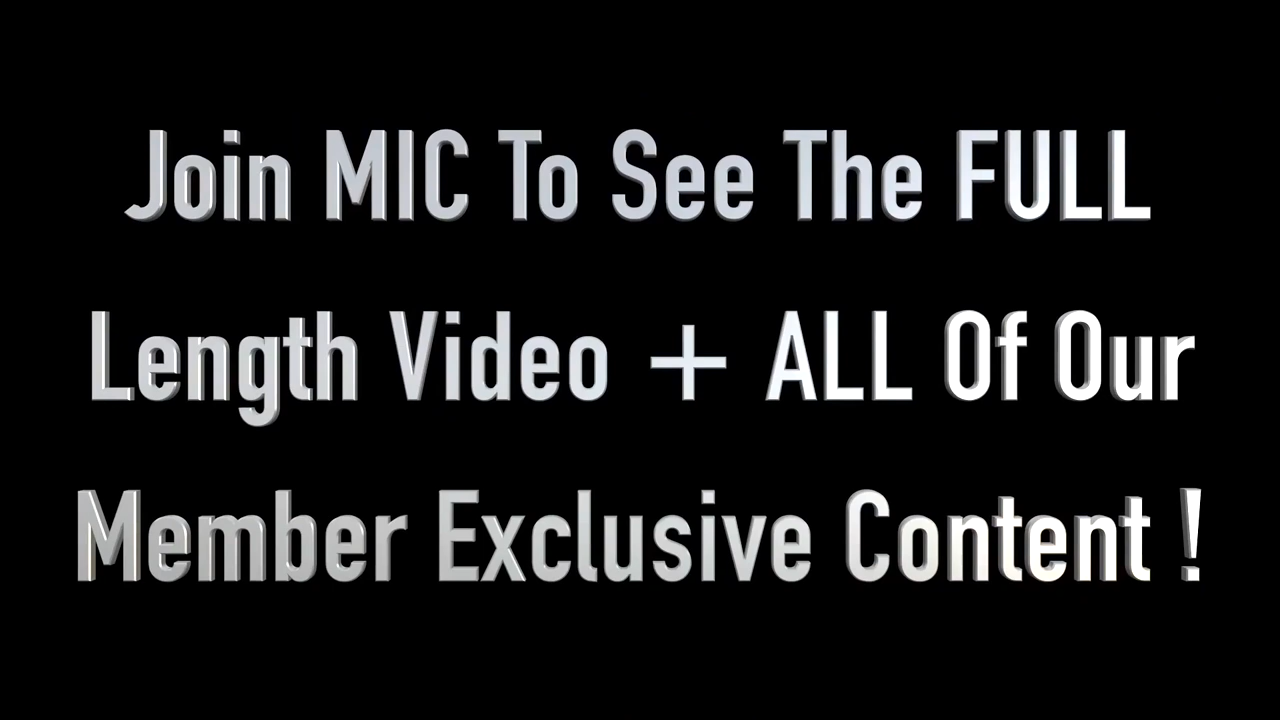 Join MIC To See The FULL
Length Video + ALL Of Our
Member Exclusive Content !